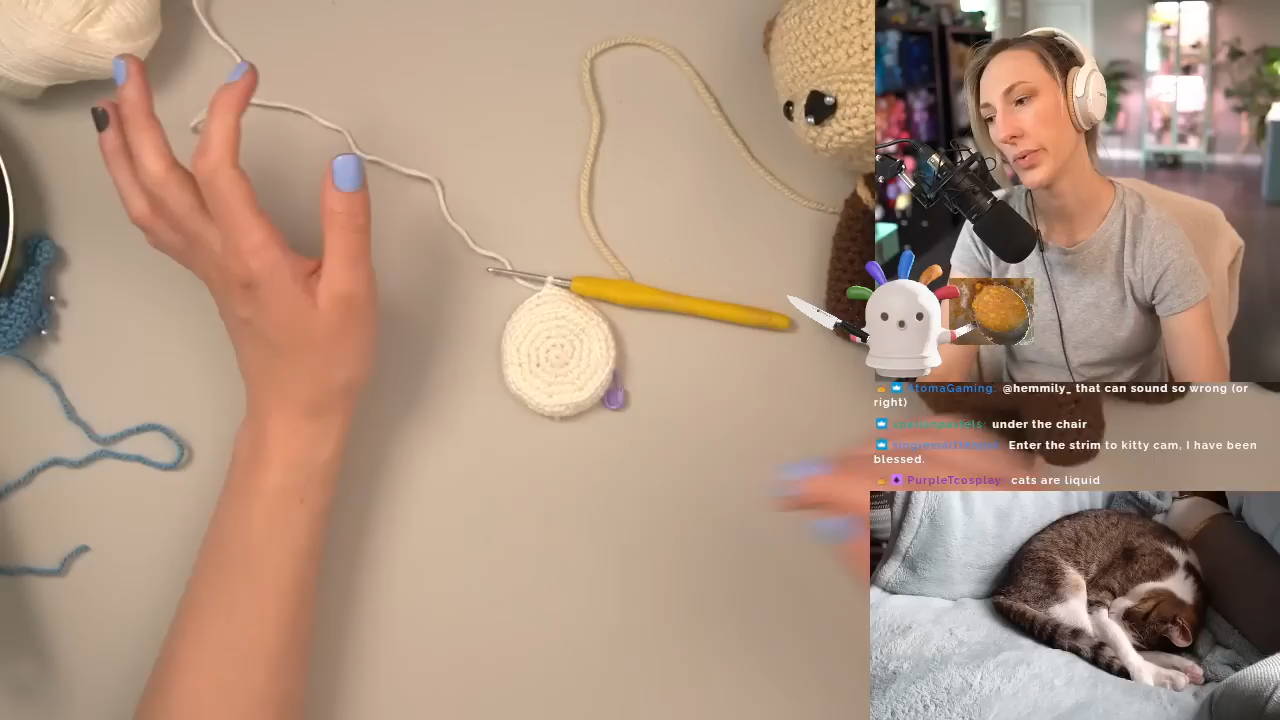 AtomaGaming: @hemmily_ that can sound so wrong (or
right)
under the chair
Enter the strim to kitty cam, I have been
blessed.
PurpleTcosplay: cats are liquid